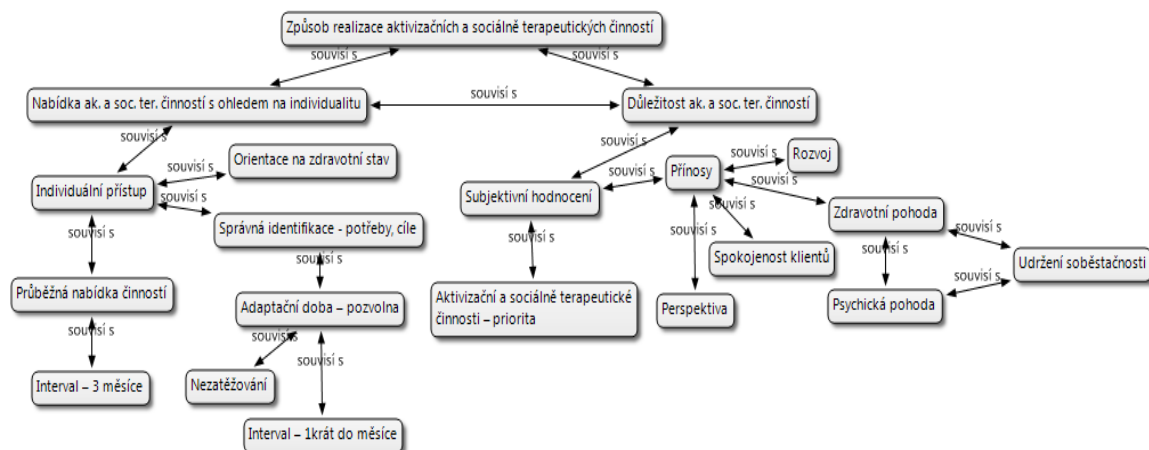 Způsob realizace aktivizačních a sociálně terapeutických činností
souvisí s
souvisí s
Nabídka ak. a soc. ter. činností s ohledem na individualitu
souvisí s
Důležitost ak. a soc. ter. činností
souvisí s
souvisí s
Orientace na zdravotní stav
souvisí s
Individuální přístup
souvisí s
Správná identifikace - potřeby, cíle
souvisí s
souvisí s
Průběžná nabídka činností
Adaptační doba – pozvolna
souvisí s
souvisí s
souvisí s
Interval – 3 měsíce
Nezatěžování
Interval – 1krát do měsíce
Subjektivní hodnocení
souvisí s
Přínosy
souvisí s
Rozvoj
souvisí s
souvisí s
souvisí s
souvisí s
Zdravotní pohoda
Spokojenost klientů
Perspektiva
Aktivizační a sociálně terapeutické
činnosti – priorita
souvisí s
souvisí s
Udržení soběstačnosti
souvisí s
Psychická pohoda